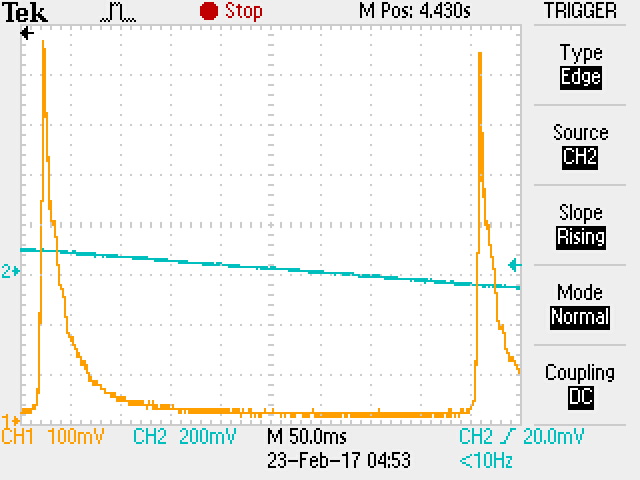 Tek Stop M Pos: 4.430s TRIGGER
Type
Edge
Source
CH2
Slope
Rising
2
Mode
Normal
Coupling
DC
1
CH1 100mV CH2 200mV M 50.0ms CH2 20.0mV
23-Feb-17 04:53 <10Hz